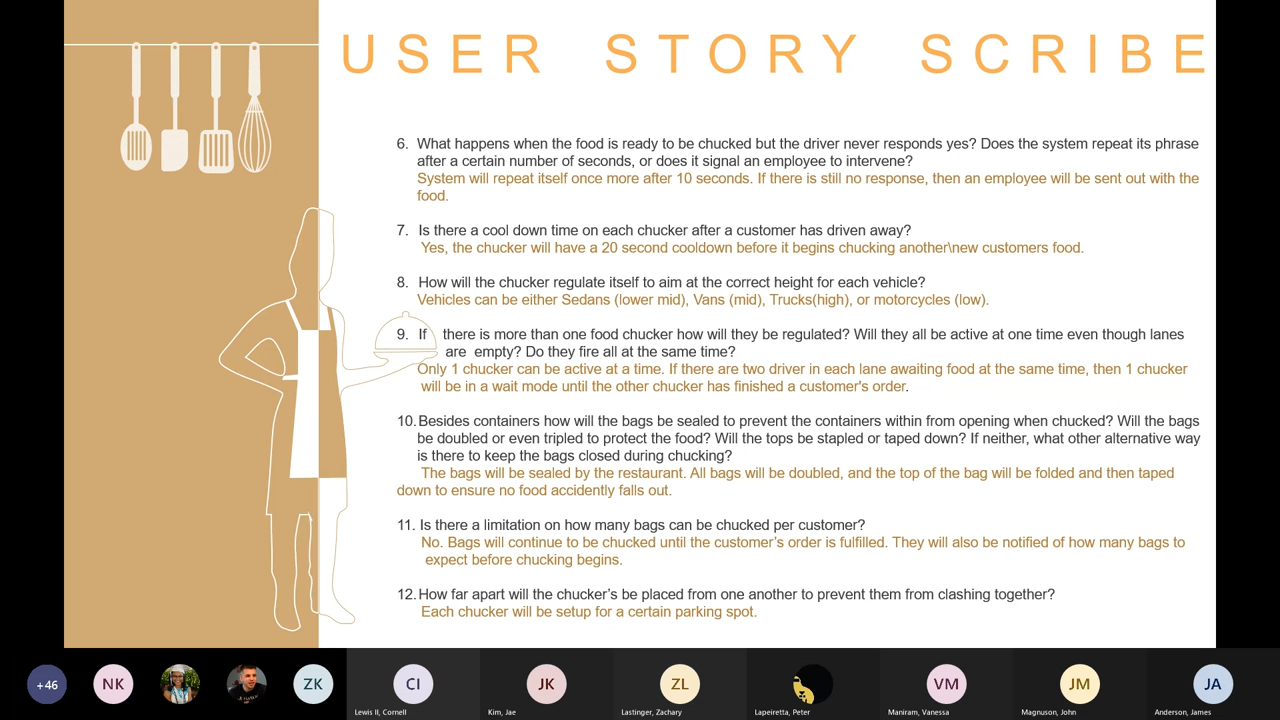 USER STORY SCRIBE
6. What happens when the food is ready to be chucked but the driver never responds yes? Does the system repeat its phrase
after a certain number of seconds, or does it signal an employee to intervene?
System will repeat itself once more after 10 seconds. If there is still no response, then an employee will be sent out with the
food.
7. Is there a cool down time on each chucker after a customer has driven away?
Yes, the chucker will have a 20 second cooldown before it begins chucking another\new customers food.
8. How will the chucker regulate itself to aim at the correct height for each vehicle?
Vehicles can be either Sedans (lower mid), Vans (mid), Trucks(high), or motorcycles (low).
9. If there is more than one food chucker how will they be regulated? Will they all be active at one time even though lanes
are empty? Do they fire all at the same time?
Only 1 chucker can be active at a time. If there are two driver in each lane awaiting food at the same time, then 1 chucker
will be in a wait mode until the other chucker has finished a customer's order.
10. Besides containers how will the bags be sealed to prevent the containers within from opening when chucked? Will the bags
be doubled or even tripled to protect the food? Will the tops be stapled or taped down? If neither, what other alternative way
is there to keep the bags closed during chucking?
The bags will be sealed by the restaurant. All bags will be doubled, and the top of the bag will be folded and then taped
down to ensure no food accidently falls out.
11. Is there a limitation on how many bags can be chucked per customer?
No. Bags will continue to be chucked until the customer's order is fulfilled. They will also be notified of how many bags to
expect before chucking begins.
12. How far apart will the chucker's be placed from one another to prevent them from clashing together?
Each chucker will be setup for a certain parking spot.
+46 NK ZK CI JK ZL VM JM JA
Lewis II, Cornell Kim, Jae Lastinger, Zachary Lapeiretta, Peter Maniram, Vanessa Magnuson, John Anderson, James